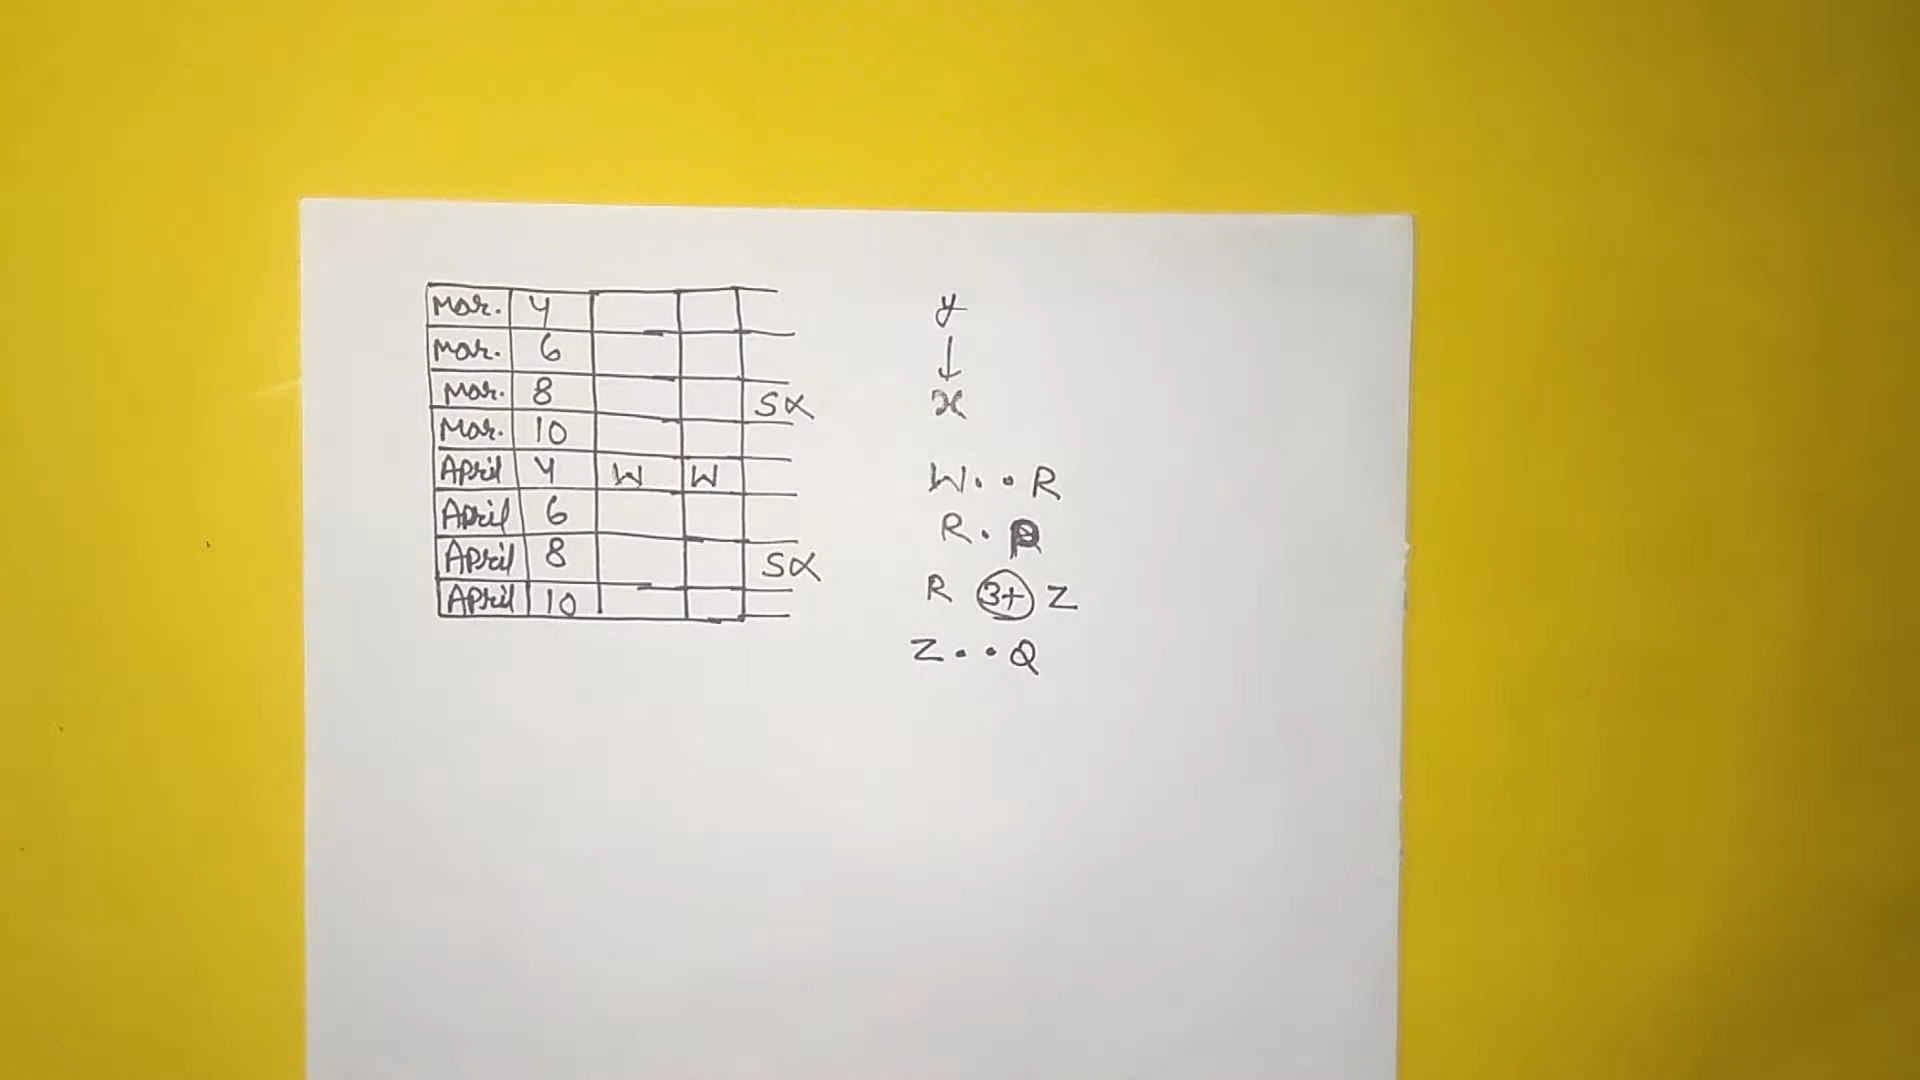 Mar. 4
Mar. 6
Mar. 8 Sx
Mar. 10
April 4 W W
April 6
April 8 Sx
April 10
y
↓
x
W . . R
R . P
R 3+ Z
Z . . Q